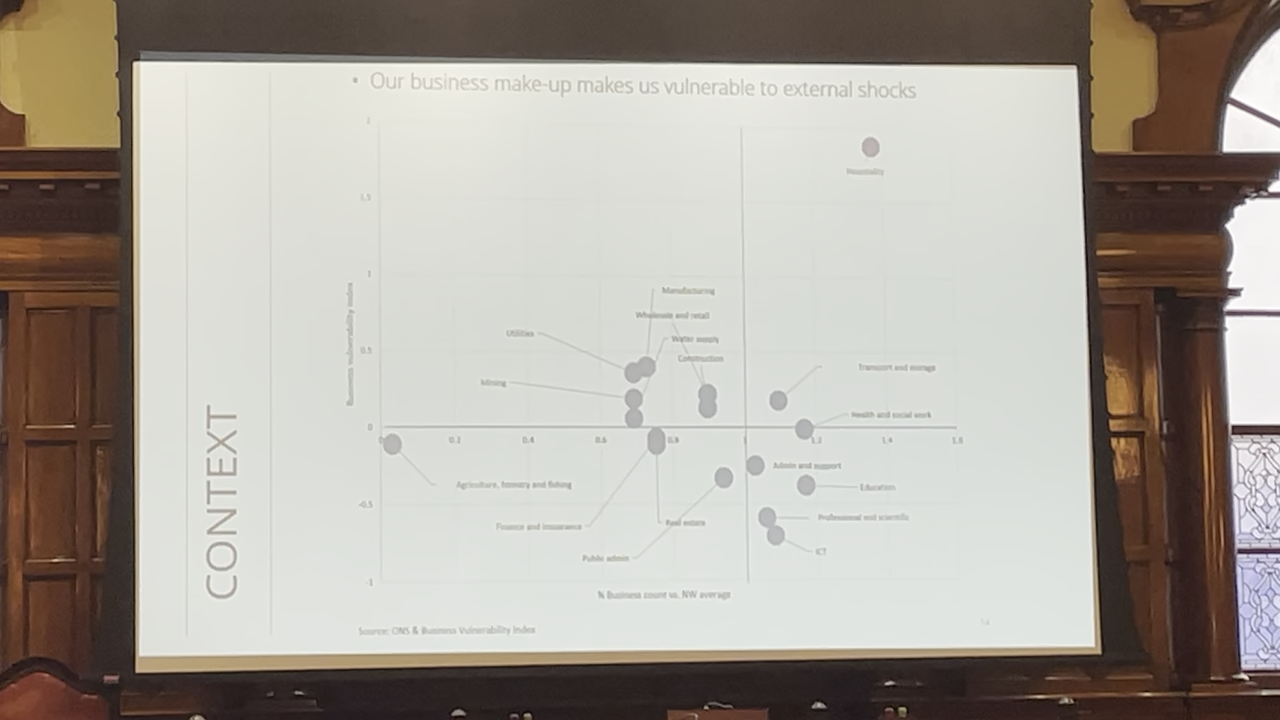 • Our business make-up makes us vulnerable to external shocks
CONTEXT
Business vulnerability index
1.5
1
0.5
0
-0.5
-1
0
0.2
0.4
0.6
0.8
1
1.2
1.4
1.6
Hospitality
Manufacturing
Wholesale and retail
Utilities
Water supply
Construction
Mining
Transport and storage
Health and social work
Admin and support
Agriculture, forestry and fishing
Education
Finance and insurance
Real estate
Professional and scientific
Public admin
ICT
% Business count vs. NW average
Source: ONS & Business Vulnerability Index
14